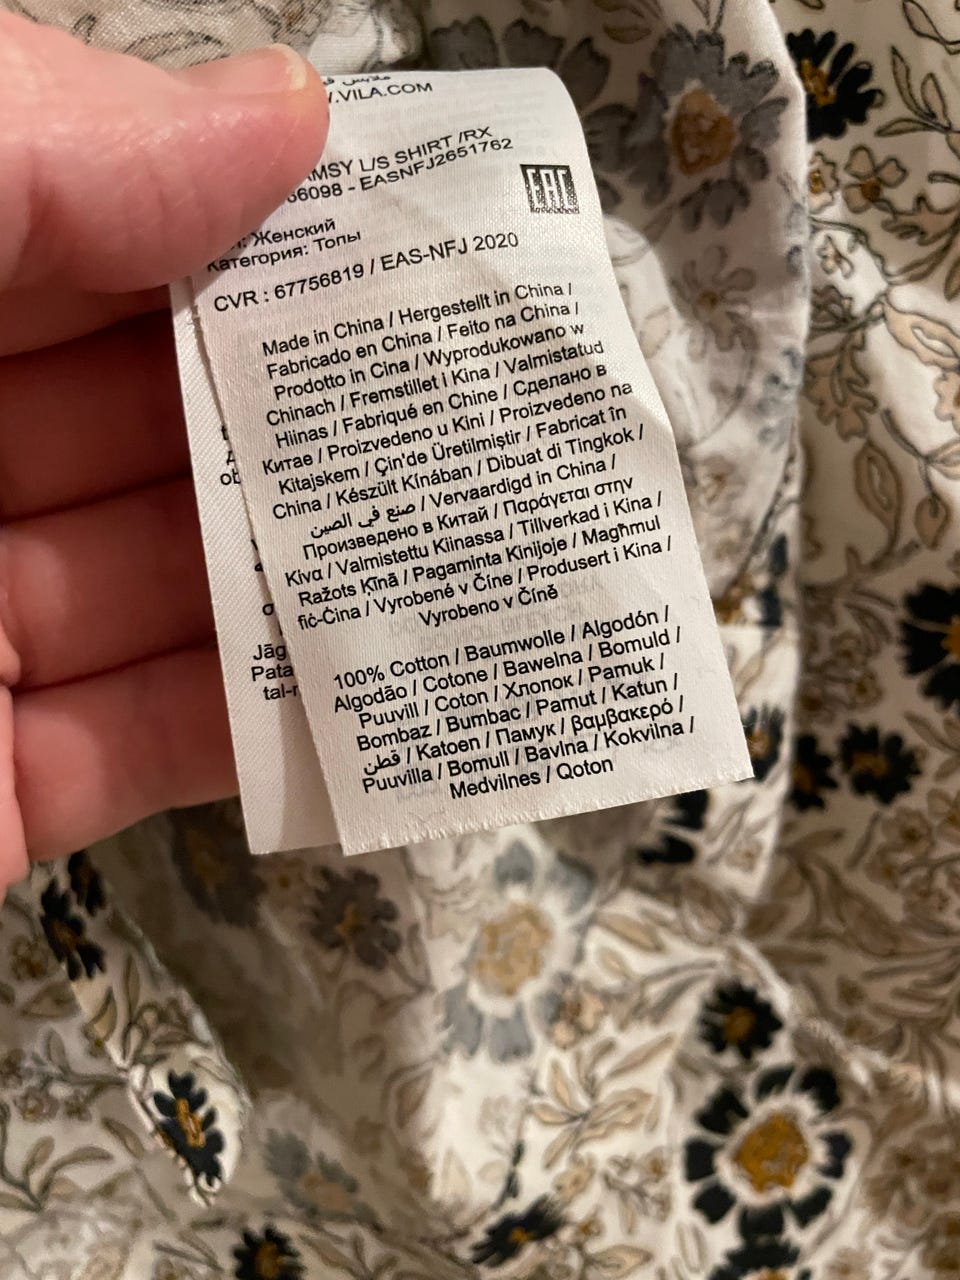 ملابس
.VILA.COM
MSY L/S SHIRT /RX
66098 - EASNFJ2651762
EAC
Женский
Категория: Топы
CVR : 67756819 / EAS-NFJ 2020
Made in China / Hergestellt in China /
Fabricado en China / Feito na China /
Prodotto in Cina / Wyprodukowano w
Chinach / Fremstillet i Kina / Valmistatud
Hiinas / Fabriqué en Chine / Сделано в
Китае / Proizvedeno u Kini / Proizvedeno na
Kitajskem / Çin'de Üretilmiştir / Fabricat în
China / Készült Kínában / Dibuat di Tingkok /
صنع في الصين / Vervaardigd in China /
Произведено в Китай / Παράγεται στην
Κίνα / Valmistettu Kiinassa / Tillverkad i Kina /
Ražots Ķīnā / Pagaminta Kinijoje / Magħmul
fiċ-Ċina / Vyrobené v Číne / Produsert i Kina /
Vyrobeno v Číně
100% Cotton / Baumwolle / Algodón /
Algodão / Cotone / Bawełna / Bomuld /
Puuvill / Coton / Хлопок / Pamuk /
Bombaz / Bumbac / Pamut / Katun /
قطن / Katoen / Памук / βαμβακερό /
Puuvilla / Bomull / Bavlna / Kokvilna /
Medvilnes / Qoton
Jāg
Pata
tal-r